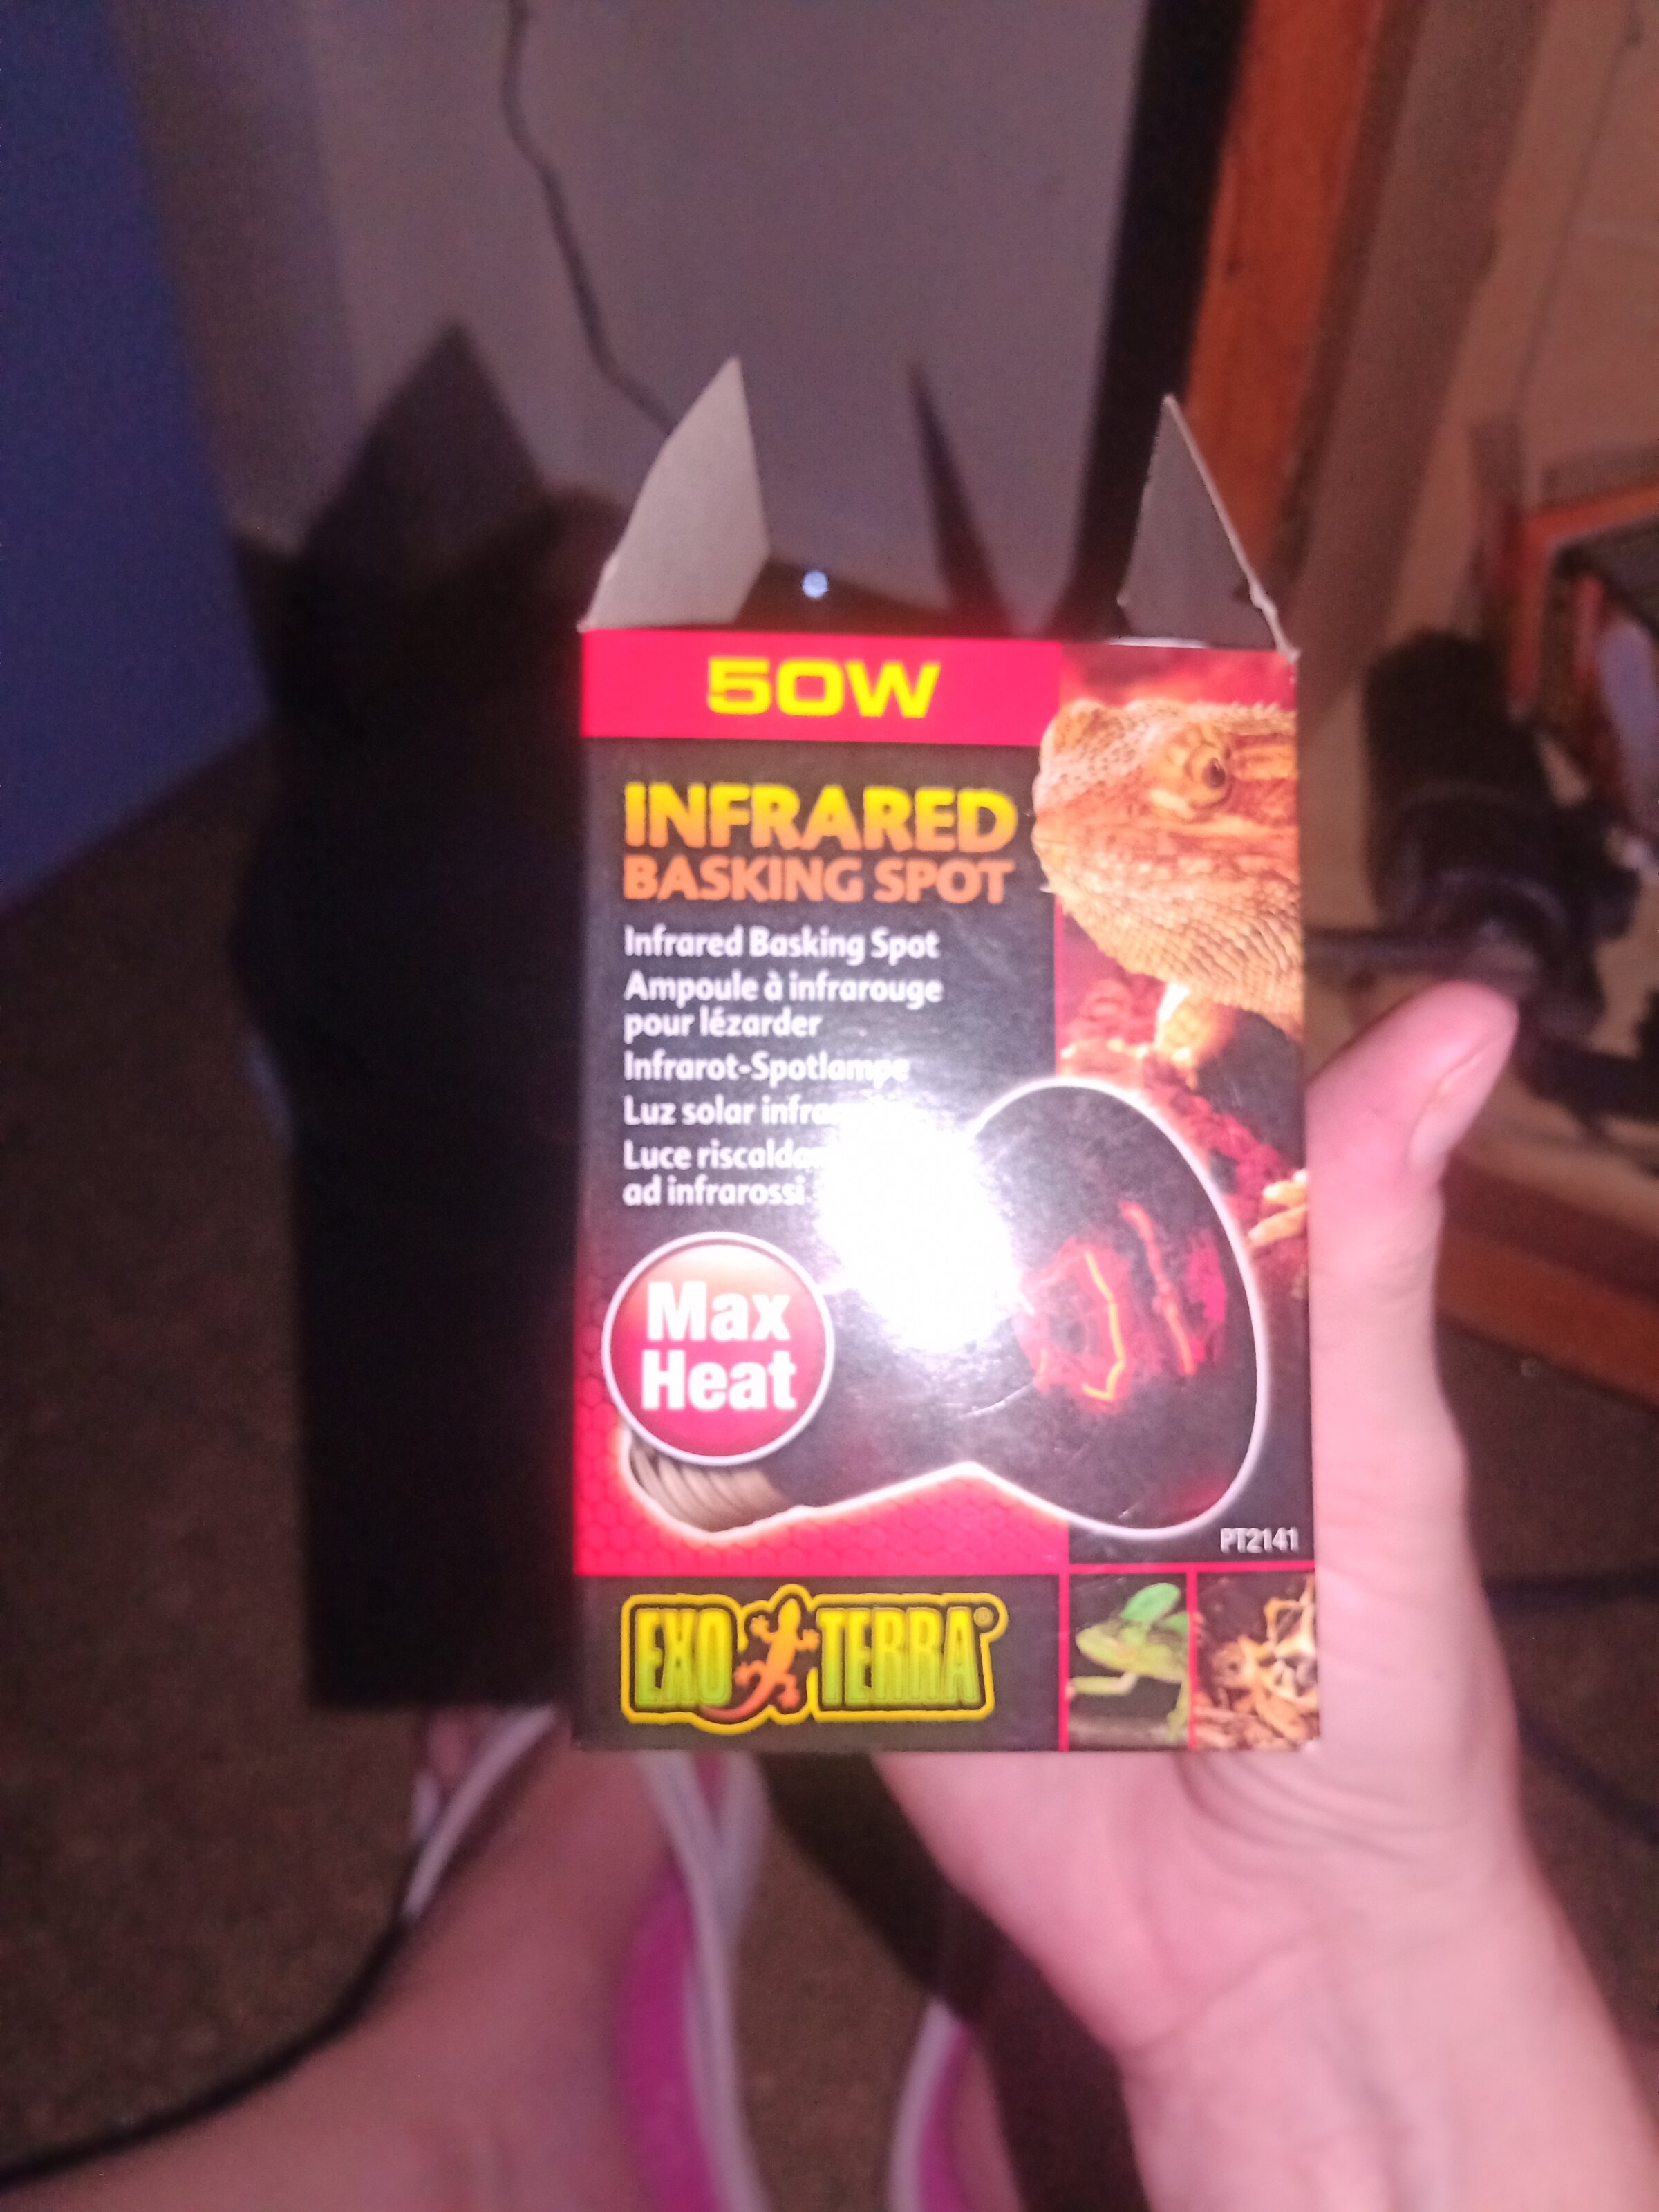 50W
INFRARED
BASKING SPOT
Infrared Basking Spot
Ampoule à infrarouge
pour lézarder
Infrarot-Spotlampe
Luz solar
Luce
ad infrarossi
Max
Heat
PT2141
EXO TERRA®